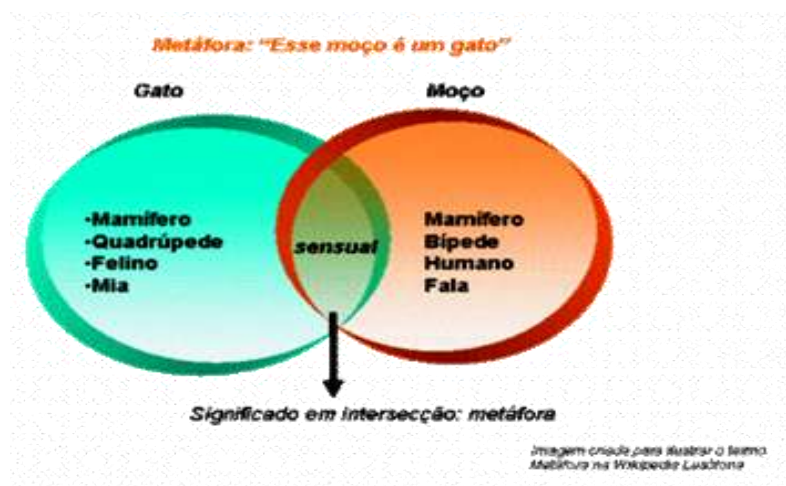 Metáfora: "Esse moço é um gato"
Gato
Moço
•Mamífero
•Quadrúpede
•Felino
•Mia
sensual
Mamífero
Bípede
Humano
Fala
Significado em intersecção: metáfora
Imagem criada para ilustrar o termo
Metáfora na Wikipedia Lusófona